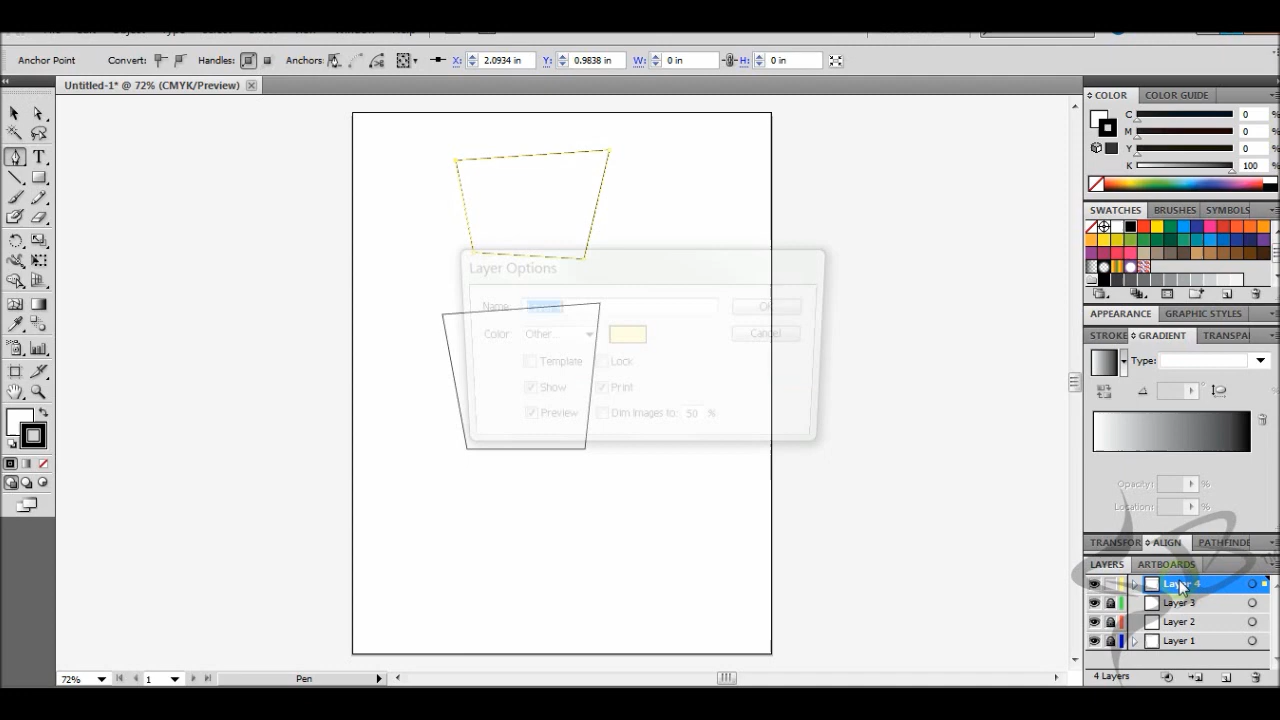 Anchor Point Convert: Handles: Anchors: X: 2.0934 in Y: 0.9838 in W: 0 in H: 0 in
Untitled-1* @ 72% (CMYK/Preview)
COLOR COLOR GUIDE
C 0 %
M 0 %
Y 0 %
K 100 %
SWATCHES BRUSHES SYMBOLS
APPEARANCE GRAPHIC STYLES
STROKE GRADIENT TRANSPA
Type:
Layer Options
Name: OK
Color: Other... Cancel
Template Lock
Show Print
Preview Dim Images to: 50 %
Opacity: %
Location: %
TRANSFOR ALIGN PATHFINDE
LAYERS ARTBOARDS
Layer 4
Layer 3
Layer 2
Layer 1
4 Layers
72% 1 Pen